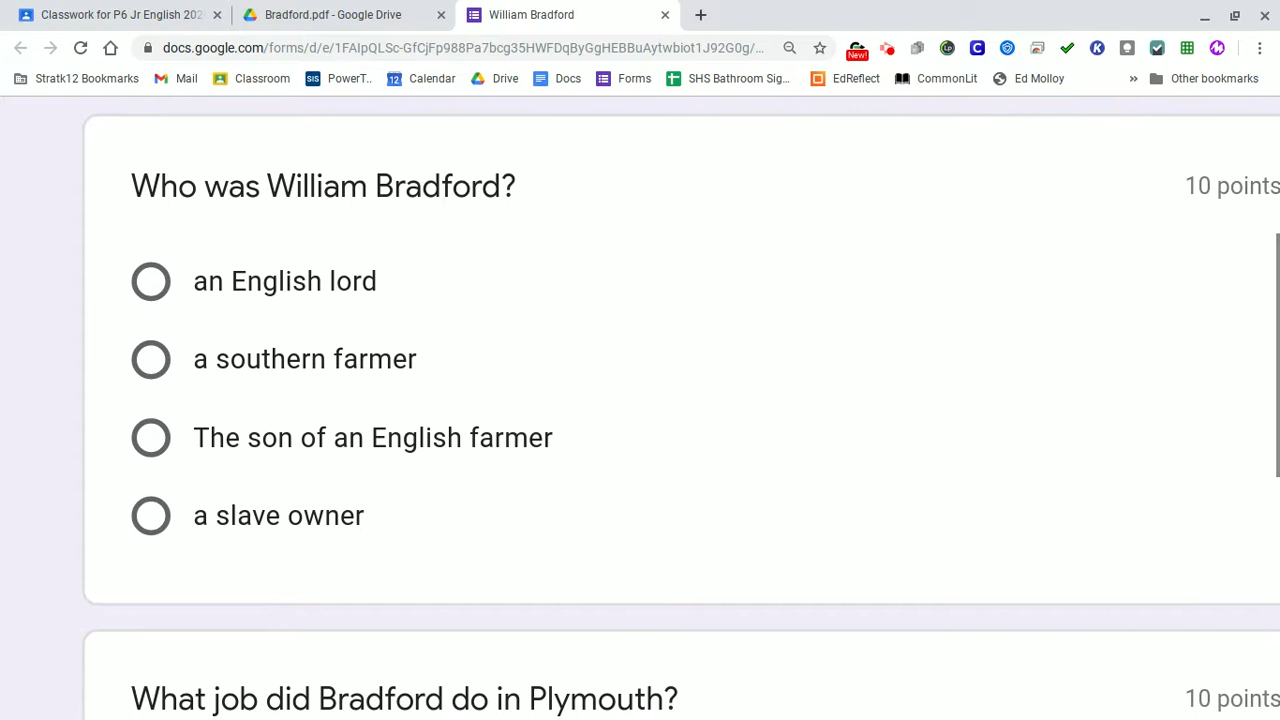 Classwork for P6 Jr English 202
Bradford.pdf - Google Drive
William Bradford
docs.google.com/forms/d/e/1FAIpQLSc-GfCjFp988Pa7bcg35HWFDqByGgHEBBuAytwbiot1J92G0g/...
New!
Stratk12 Bookmarks
Mail
Classroom
SIS
PowerT..
12
Calendar
Drive
Docs
Forms
SHS Bathroom Sig...
EdReflect
CommonLit
Ed Molloy
»
Other bookmarks
Who was William Bradford?
10 points
an English lord
a southern farmer
The son of an English farmer
a slave owner
What job did Bradford do in Plymouth?
10 points